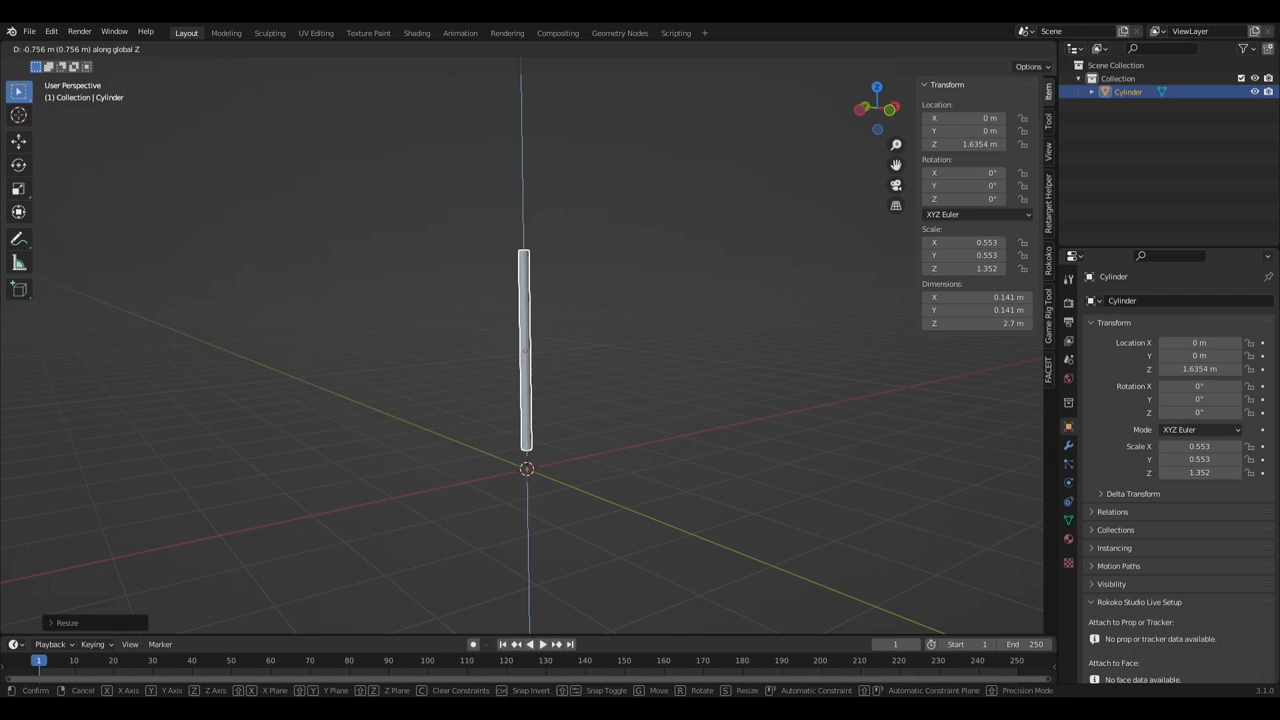 File Edit Render Window Help Layout Modeling Sculpting UV Editing Texture Paint Shading Animation Rendering Compositing Geometry Nodes Scripting + Scene ViewLayer
D: -0.756 m (0.756 m) along global Z
Options
User Perspective
(1) Collection | Cylinder
Z
Transform
Location:
X 0 m
Y 0 m
Z 1.6354 m
Rotation:
X 0°
Y 0°
Z 0°
XYZ Euler
Scale:
X 0.553
Y 0.553
Z 1.352
Dimensions:
X 0.141 m
Y 0.141 m
Z 2.7 m
Item
Tool
View
Retarget Helper
Rokoko
Game Rig Tool
FACEIT
Scene Collection
Collection
Cylinder
Cylinder
Cylinder
Transform
Location X 0 m
Y 0 m
Z 1.6354 m
Rotation X 0°
Y 0°
Z 0°
Mode XYZ Euler
Scale X 0.553
Y 0.553
Z 1.352
Delta Transform
Relations
Collections
Instancing
Motion Paths
Visibility
Rokoko Studio Live Setup
Attach to Prop or Tracker:
No prop or tracker data available.
Attach to Face:
No face data available.
Resize
Playback Keying View Marker 1 Start 1 End 250
1 10 20 30 40 50 60 70 80 90 100 110 120 130 140 150 160 170 180 190 200 210 220 230 240 250
Confirm Cancel X X Axis Y Y Axis Z Z Axis X X Plane Y Y Plane Z Z Plane C Clear Constraints Ctrl Snap Invert Snap Toggle G Move R Rotate S Resize Automatic Constraint Automatic Constraint Plane Precision Mode 3.1.0